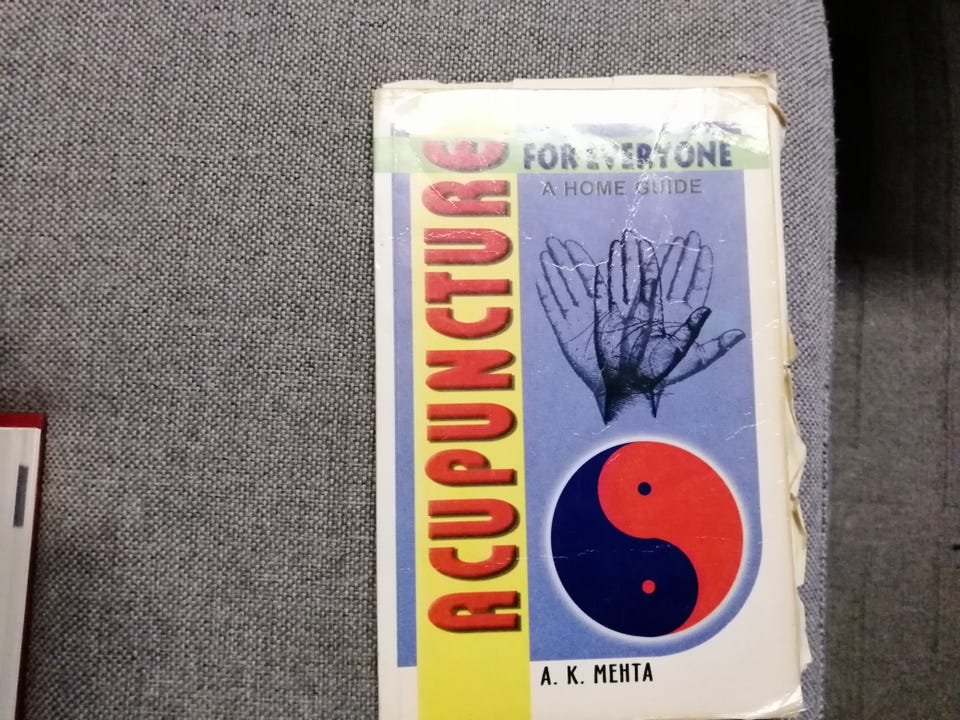 ACUPUNCTURE
FOR EVERYONE
A HOME GUIDE
A. K. MEHTA